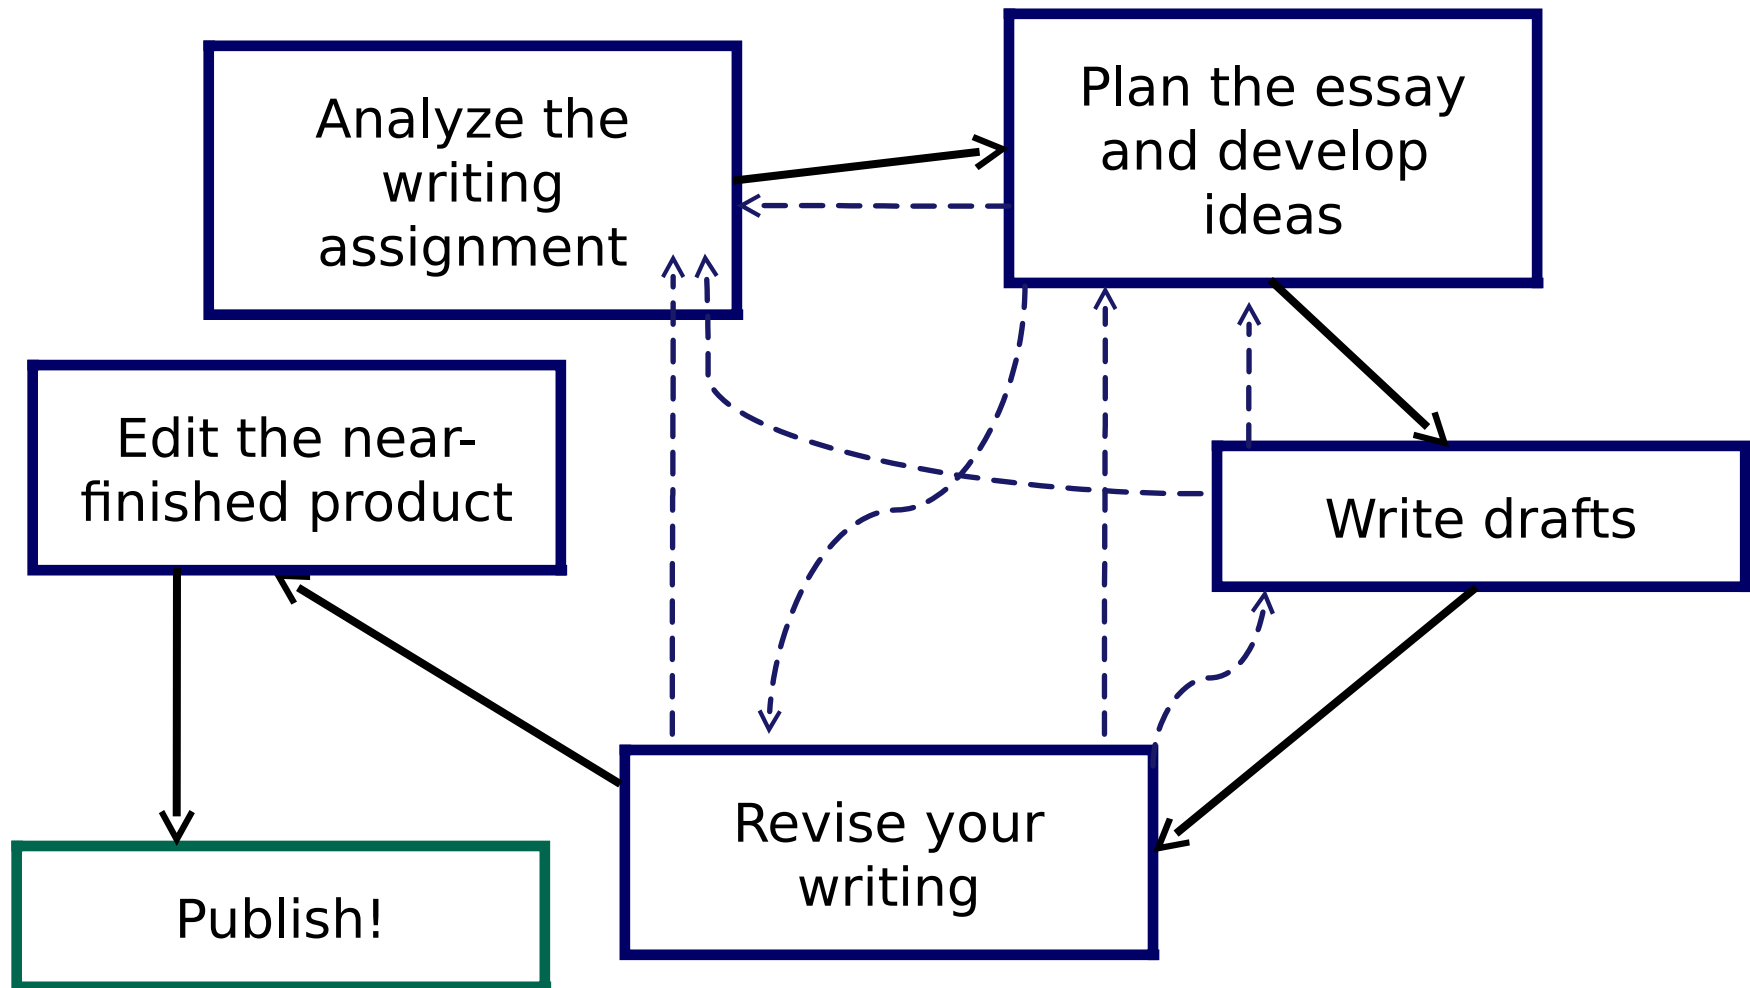 Analyze the
writing
assignment
Plan the essay
and develop
ideas
Edit the near-
finished product
Write drafts
Revise your
writing
Publish!